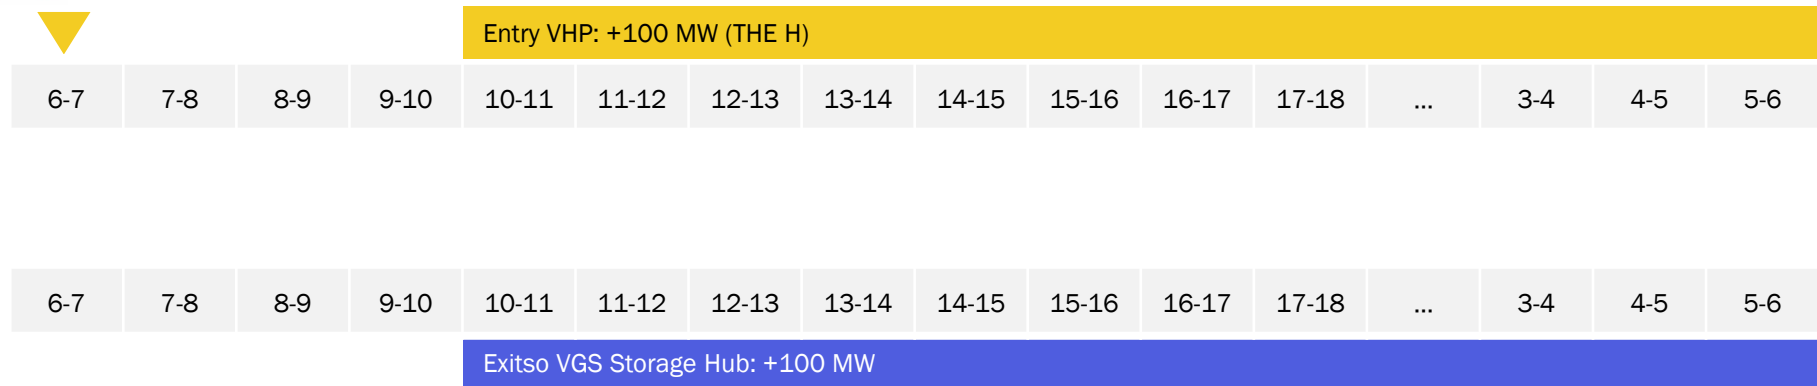 Entry VHP: +100 MW (THE H)
6-7 7-8 8-9 9-10 10-11 11-12 12-13 13-14 14-15 15-16 16-17 17-18 ... 3-4 4-5 5-6
6-7 7-8 8-9 9-10 10-11 11-12 12-13 13-14 14-15 15-16 16-17 17-18 ... 3-4 4-5 5-6
Exitso VGS Storage Hub: +100 MW